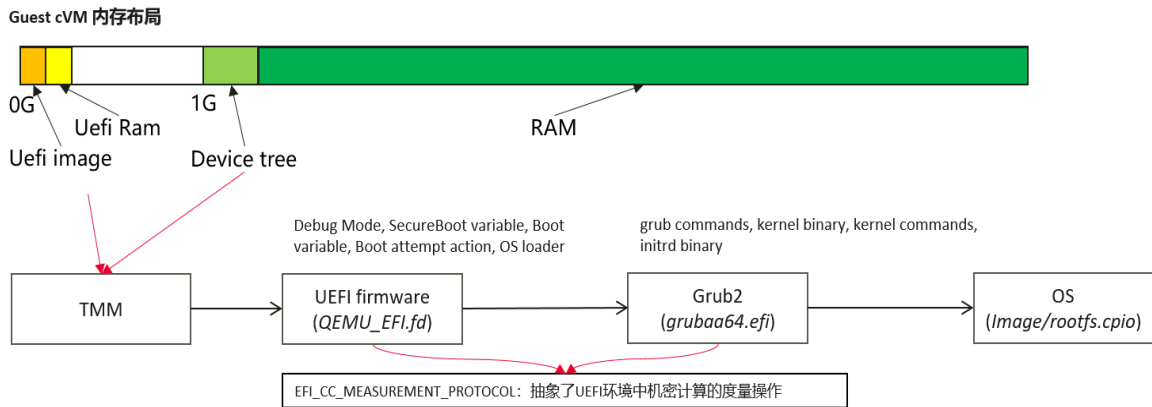 Guest cVM 内存布局
0G
1G
Uefi Ram
RAM
Uefi image
Device tree
Debug Mode, SecureBoot variable, Boot
variable, Boot attempt action, OS loader
grub commands, kernel binary, kernel commands,
initrd binary
TMM
UEFI firmware
(QEMU_EFI.fd)
Grub2
(grubaa64.efi)
OS
(Image/rootfs.cpio)
EFI_CC_MEASUREMENT_PROTOCOL：抽象了UEFI环境中机密计算的度量操作